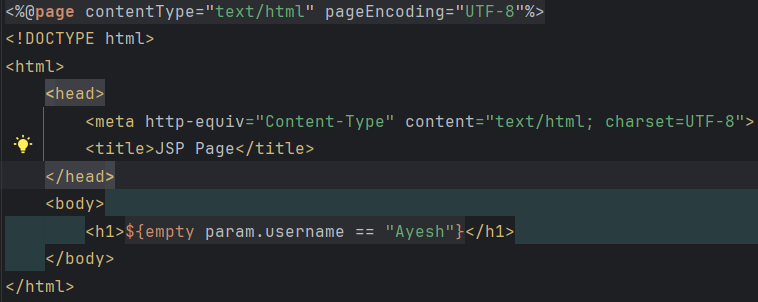 <%@page contentType="text/html" pageEncoding="UTF-8"%>
<!DOCTYPE html>
<html>
    <head>
        <meta http-equiv="Content-Type" content="text/html; charset=UTF-8">
        <title>JSP Page</title>
    </head>
    <body>
        <h1>${empty param.username == "Ayesh"}</h1>
    </body>
</html>